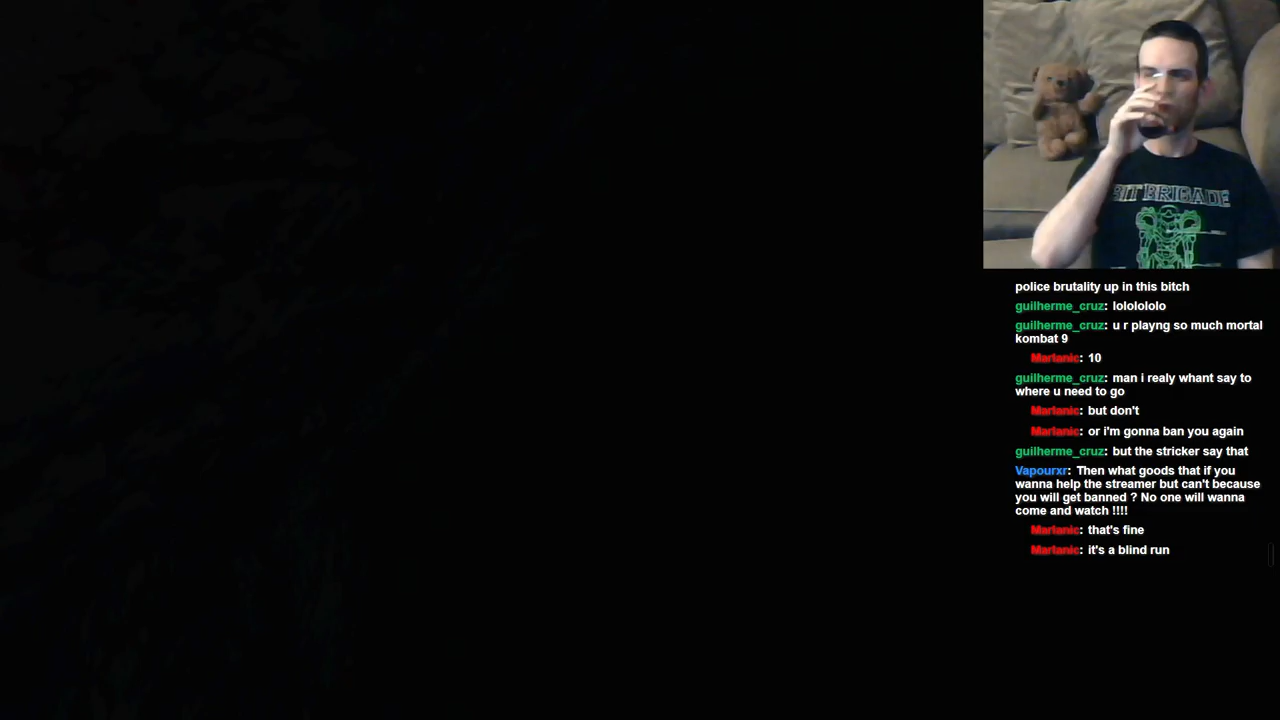 BIT BRIGADE
police brutality up in this bitch
guilherme_cruz: lolololololo
guilherme_cruz: u r playng so much mortal
kombat 9
Marlanic: 10
guilherme_cruz: man i realy whant say to
where u need to go
Marlanic: but don't
Marlanic: or i'm gonna ban you again
guilherme_cruz: but the stricker say that
Vapourxr: Then what goods that if you
wanna help the streamer but can't because
you will get banned ? No one will wanna
come and watch !!!!
Marlanic: that's fine
Marlanic: it's a blind run